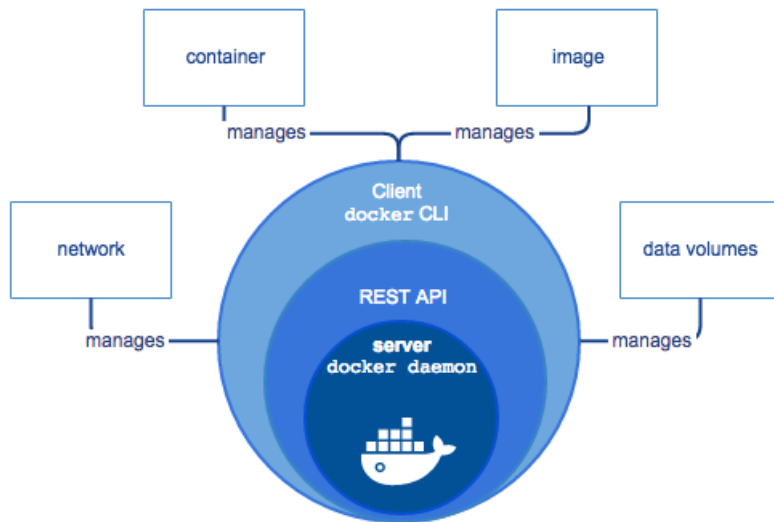 container
image
manages
manages
Client
docker CLI
network
data volumes
REST API
manages
server
manages
docker daemon